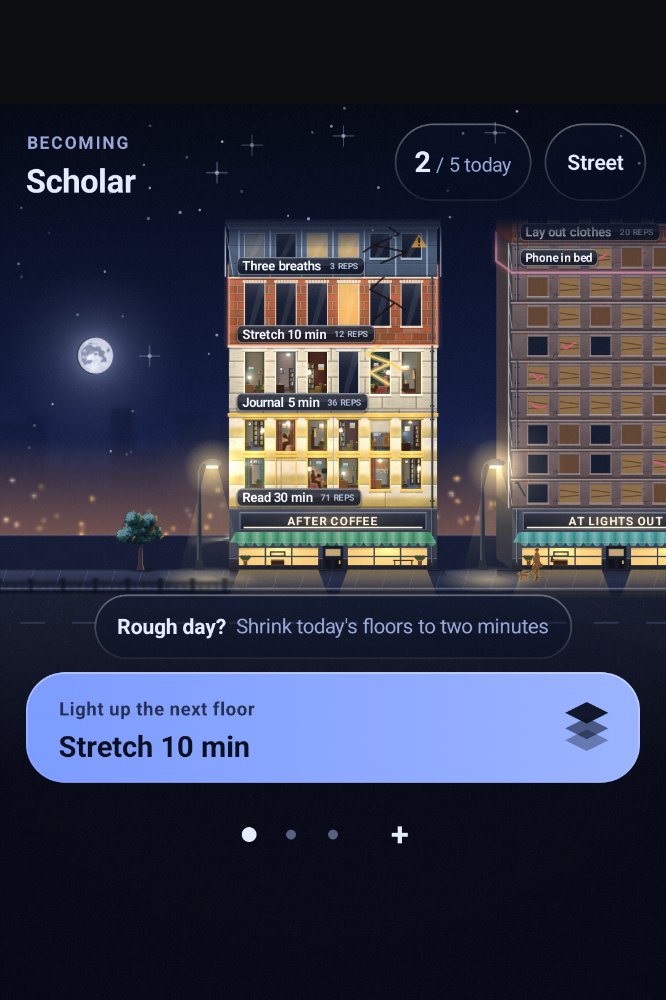 BECOMING
Scholar
2 / 5 today
Street
Three breaths 3 REPS
Stretch 10 min 12 REPS
Journal 5 min 36 REPS
Read 30 min 71 REPS
AFTER COFFEE
Lay out clothes 20 REPS
Phone in bed
AT LIGHTS OUT
Rough day? Shrink today's floors to two minutes
Light up the next floor
Stretch 10 min